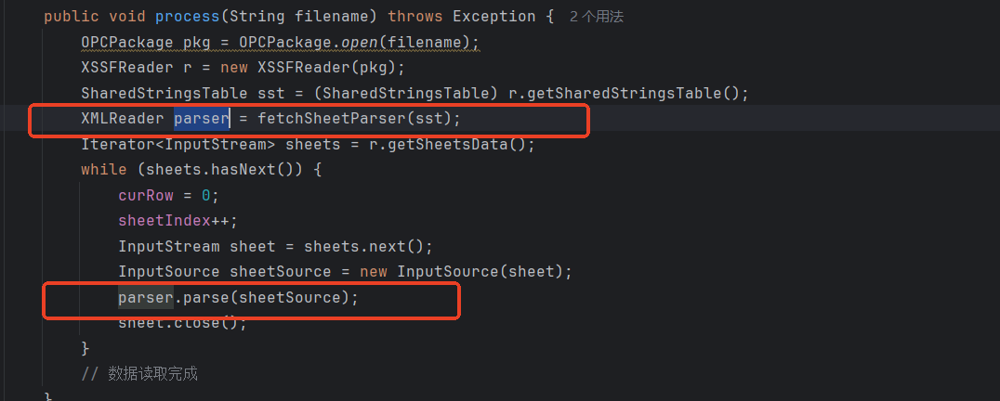 public void process(String filename) throws Exception { 2个用法
OPCPackage pkg = OPCPackage.open(filename);
XSSFReader r = new XSSFReader(pkg);
SharedStringsTable sst = (SharedStringsTable) r.getSharedStringsTable();
XMLReader parser = fetchSheetParser(sst);
Iterator<InputStream> sheets = r.getSheetsData();
while (sheets.hasNext()) {
curRow = 0;
sheetIndex++;
InputStream sheet = sheets.next();
InputSource sheetSource = new InputSource(sheet);
parser.parse(sheetSource);
sheet.close();
}
// 数据读取完成
}